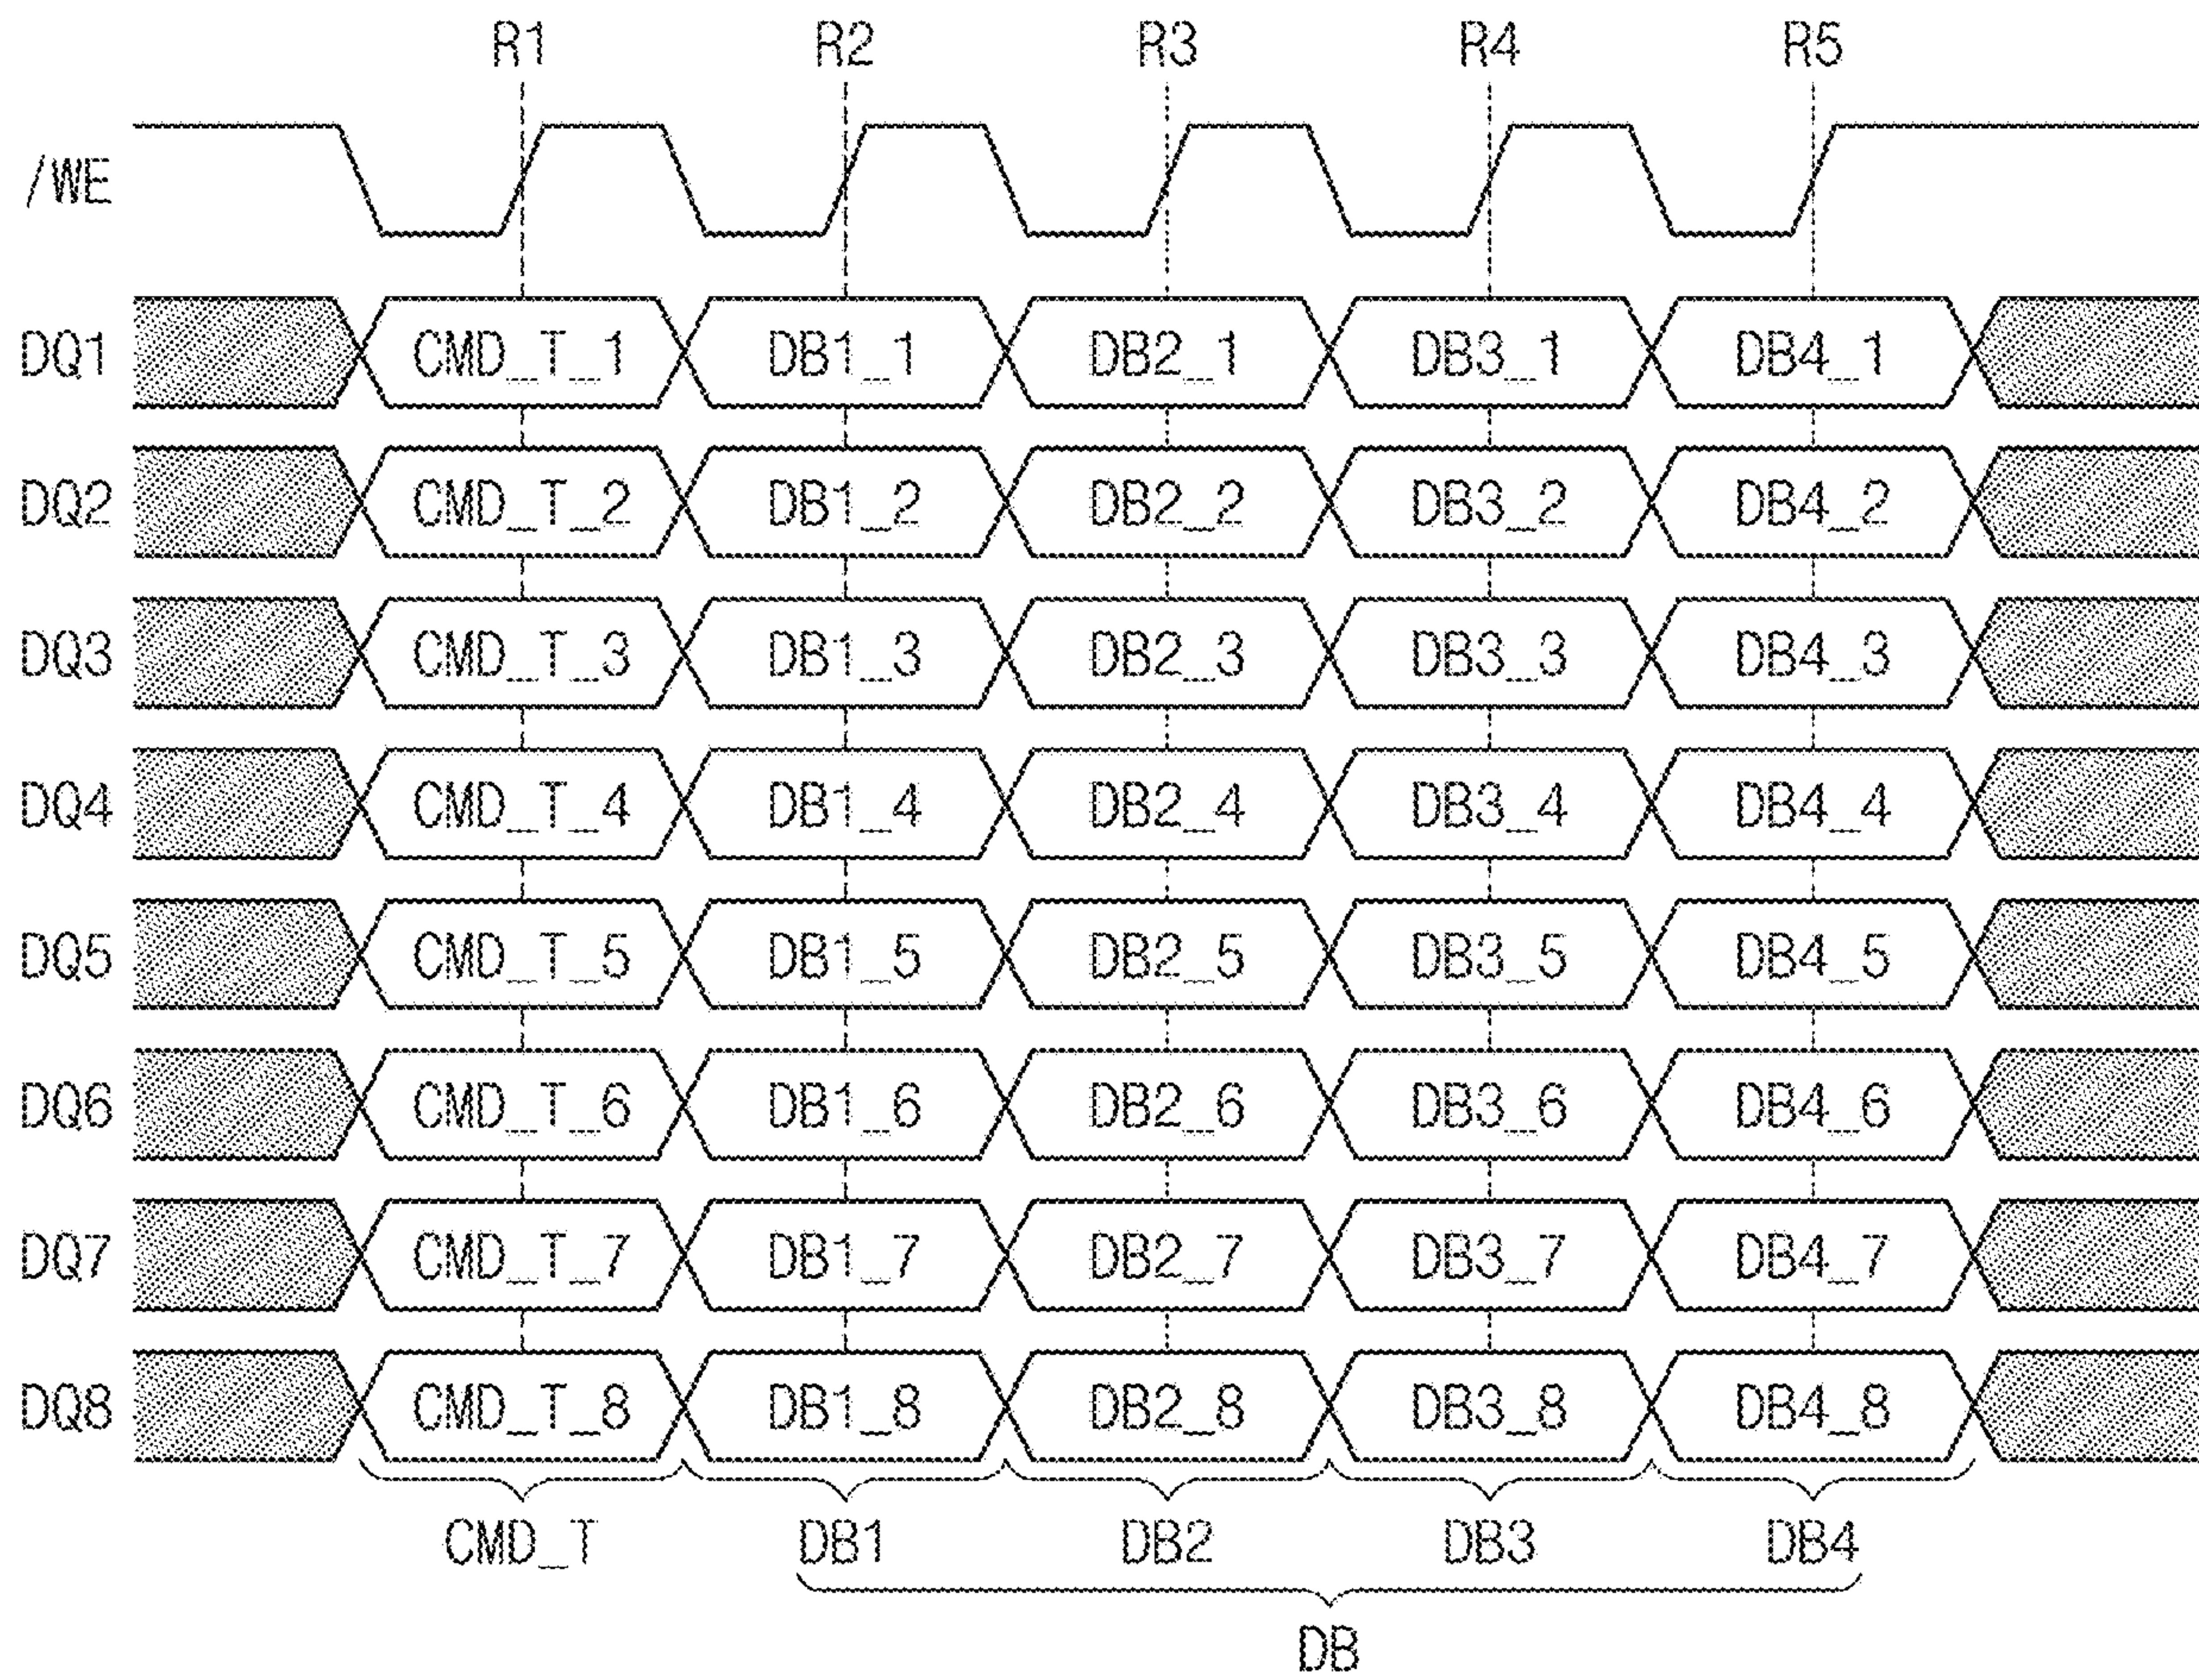 R1 R2 R3 R4 R5
/WE
DQ1 CMD_T_1 DB1_1 DB2_1 DB3_1 DB4_1
DQ2 CMD_T_2 DB1_2 DB2_2 DB3_2 DB4_2
DQ3 CMD_T_3 DB1_3 DB2_3 DB3_3 DB4_3
DQ4 CMD_T_4 DB1_4 DB2_4 DB3_4 DB4_4
DQ5 CMD_T_5 DB1_5 DB2_5 DB3_5 DB4_5
DQ6 CMD_T_6 DB1_6 DB2_6 DB3_6 DB4_6
DQ7 CMD_T_7 DB1_7 DB2_7 DB3_7 DB4_7
DQ8 CMD_T_8 DB1_8 DB2_8 DB3_8 DB4_8
CMD_T DB1 DB2 DB3 DB4
DB